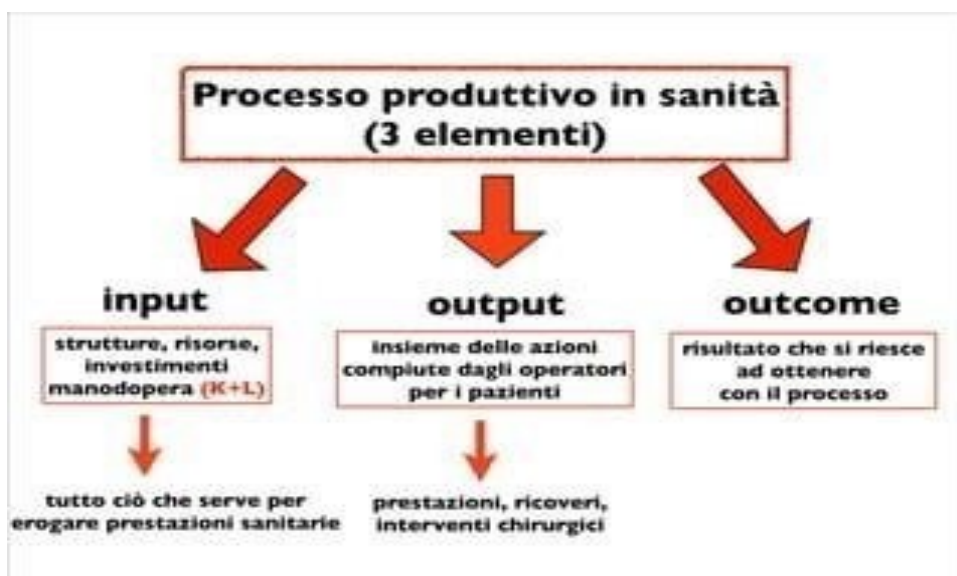 Processo produttivo in sanità
(3 elementi)
input
strutture, risorse,
investimenti
manodopera (K+L)
tutto ciò che serve per
erogare prestazioni sanitarie
output
insieme delle azioni
compiute dagli operatori
per i pazienti
prestazioni, ricoveri,
interventi chirurgici
outcome
risultato che si riesce
ad ottenere
con il processo